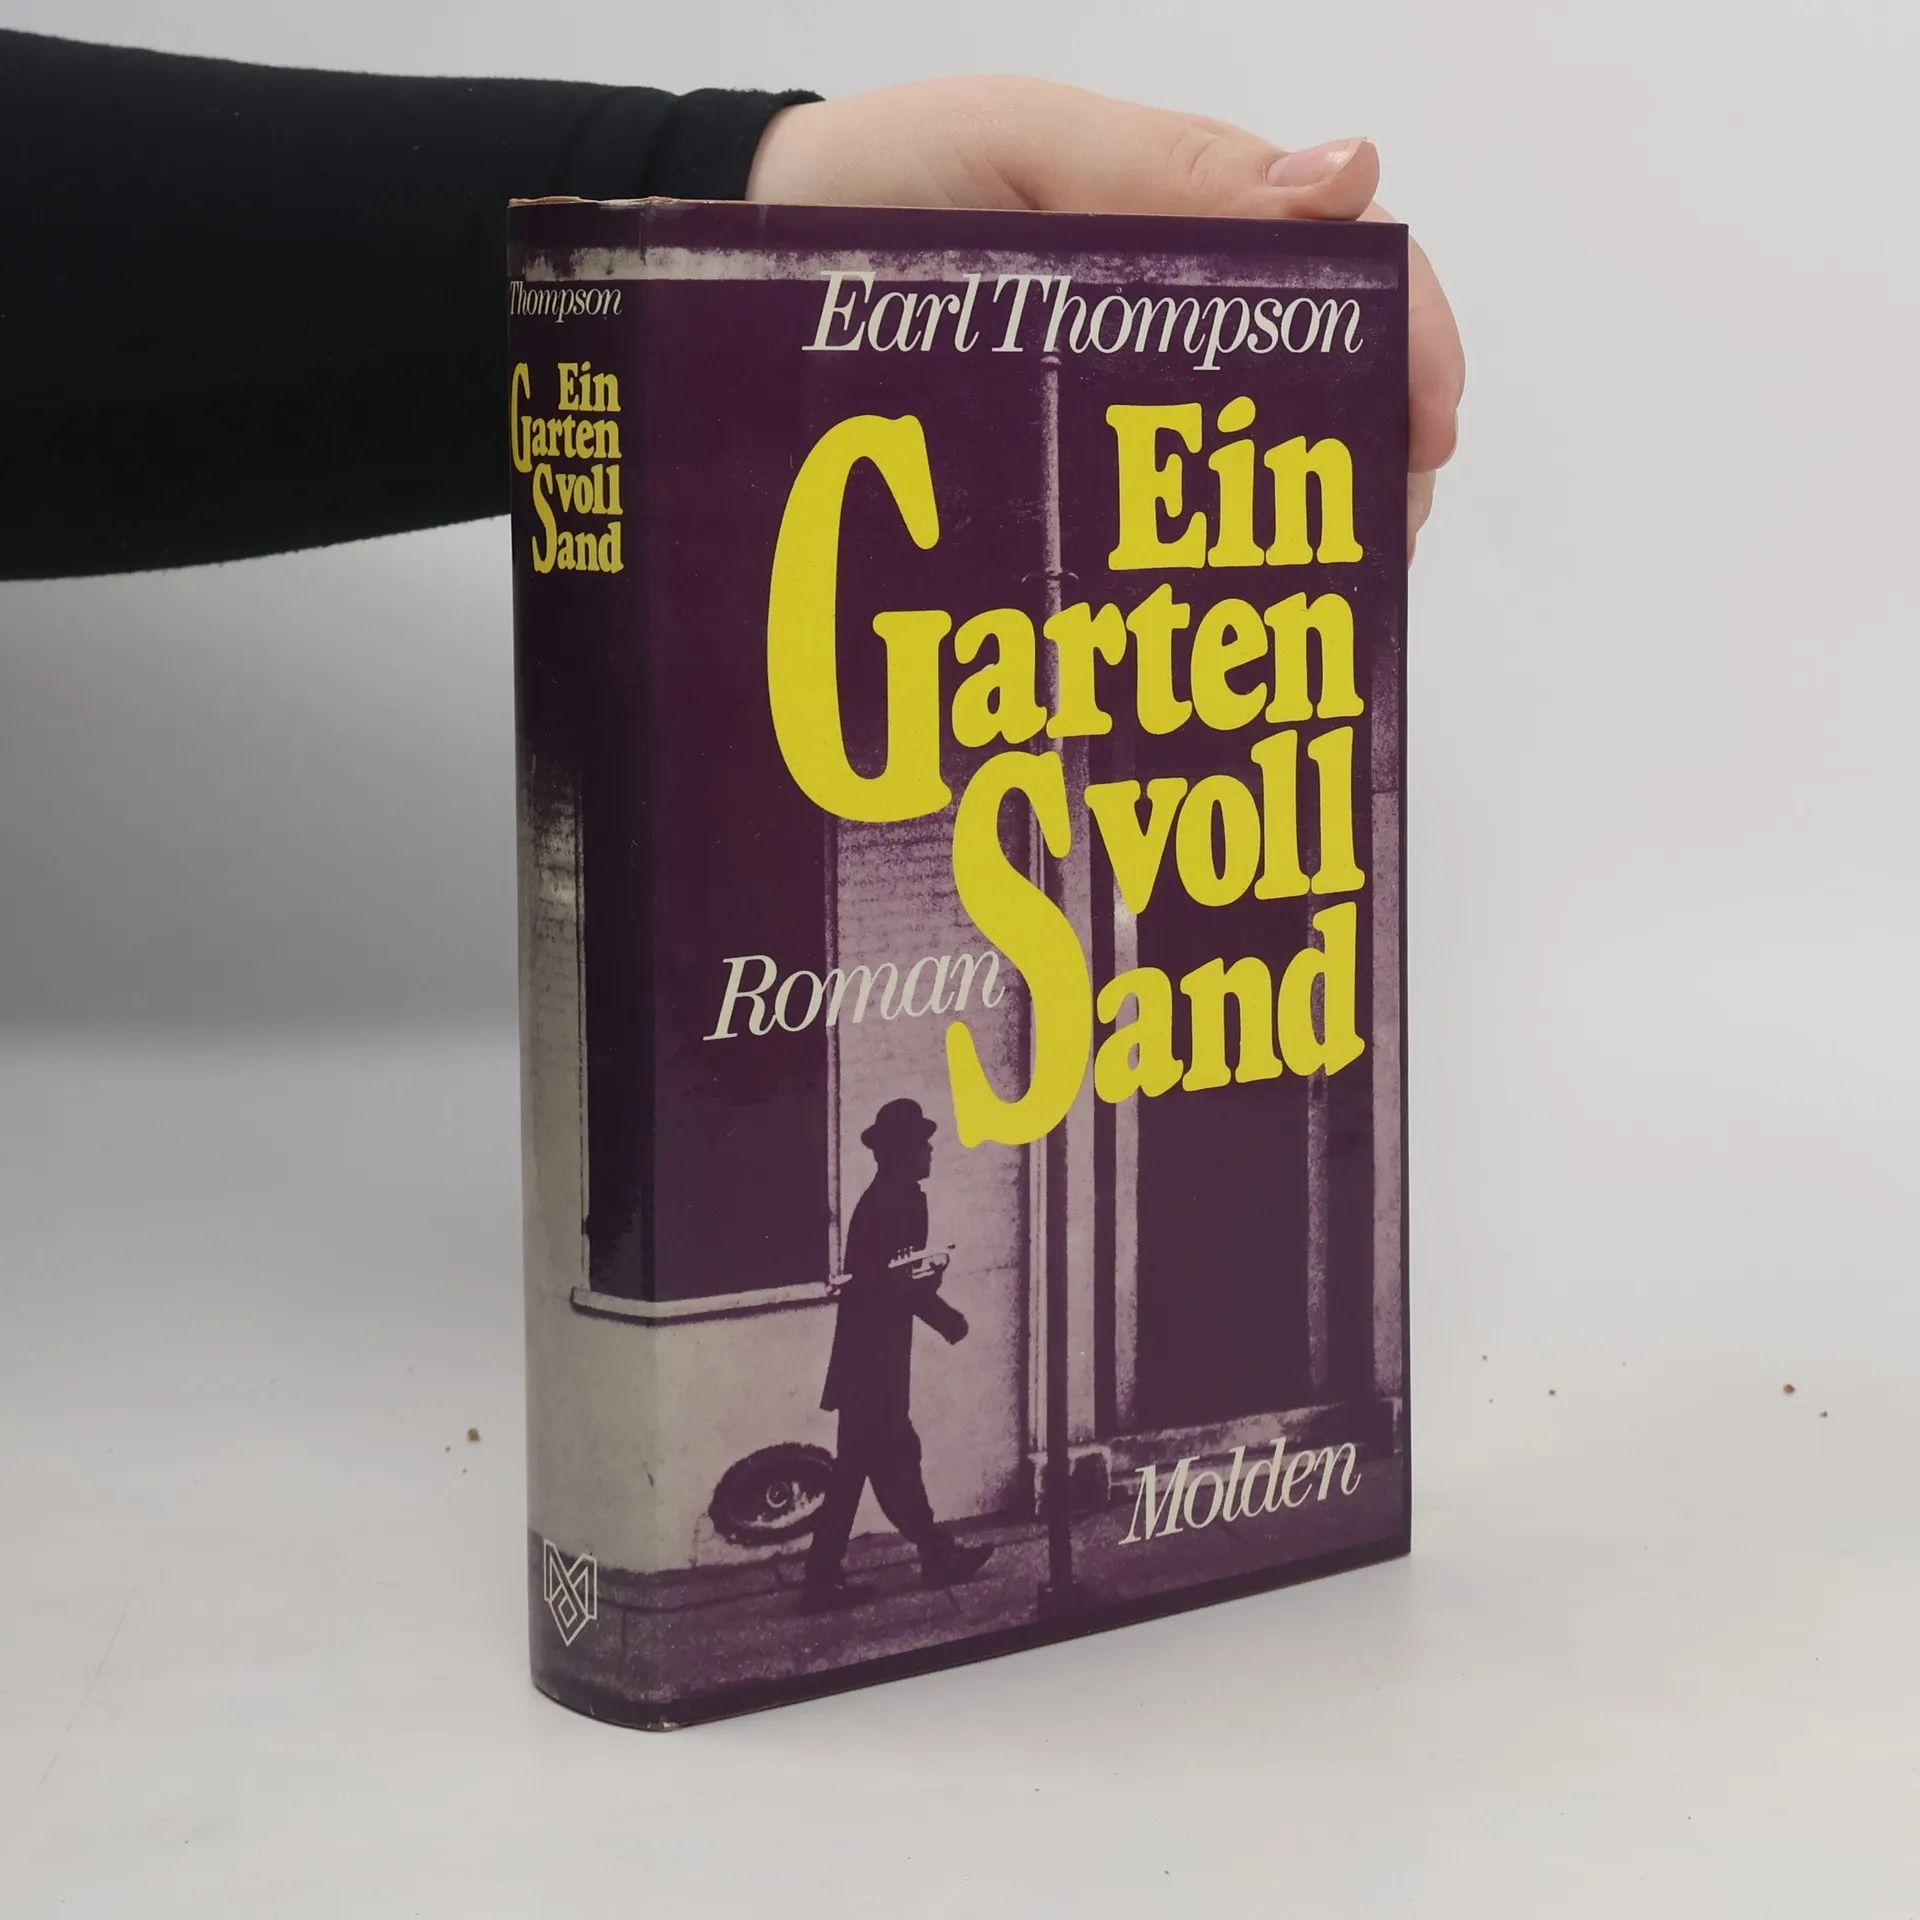 Thompson
Ein
Garten
voll
Sand
Earl Thompson
Ein
Garten
voll
Sand
Roman
Molden